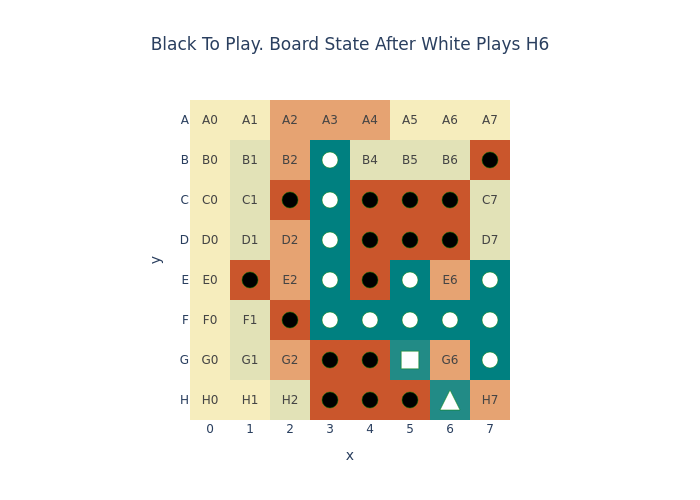 Black To Play. Board State After White Plays H6
A A0 A1 A2 A3 A4 A5 A6 A7
B B0 B1 B2 B4 B5 B6
C C0 C1 C7
D D0 D1 D2 D7
E E0 E2 E6
F F0 F1
G G0 G1 G2 G6
H H0 H1 H2 H7
0 1 2 3 4 5 6 7
x
y